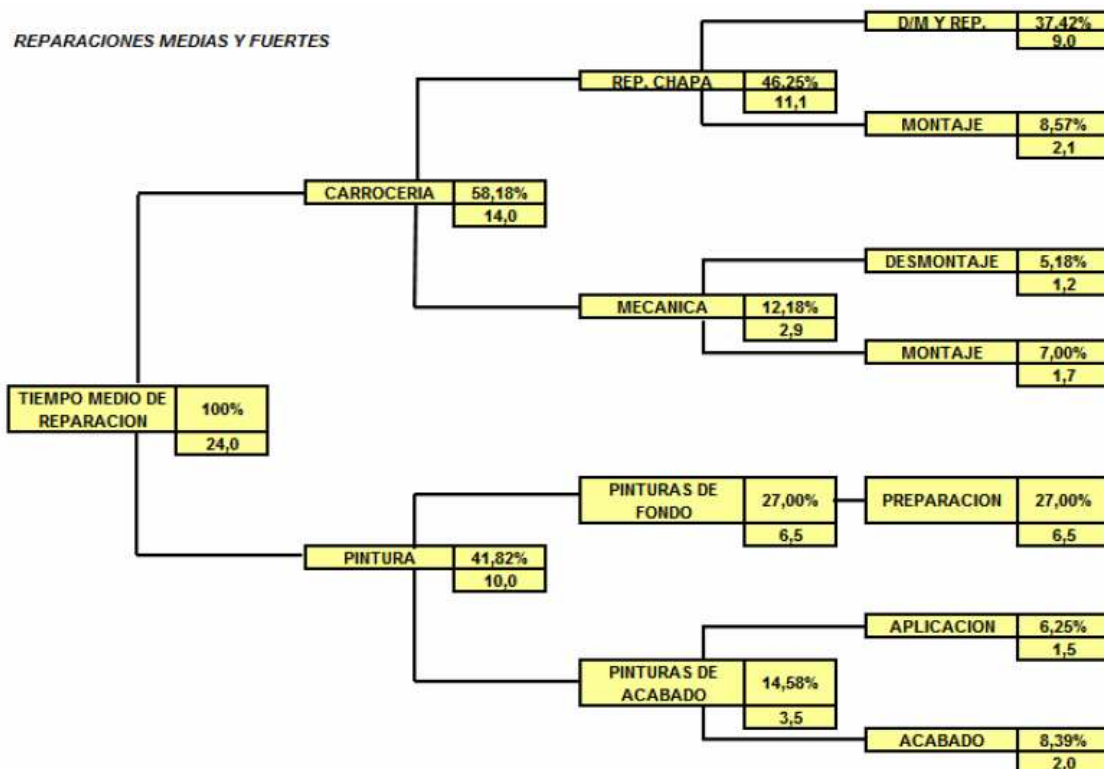 REPARACIONES MEDIAS Y FUERTES
D/M Y REP. 37,42%
9,0
REP. CHAPA 46,25%
11,1
MONTAJE 8,57%
2,1
CARROCERIA 58,18%
14,0
DESMONTAJE 5,18%
1,2
MECANICA 12,18%
2,9
MONTAJE 7,00%
1,7
TIEMPO MEDIO DE
REPARACION
100%
24,0
PINTURAS DE
FONDO
27,00%
6,5
PREPARACION 27,00%
6,5
PINTURA 41,82%
10,0
APLICACION 6,25%
1,5
PINTURAS DE
ACABADO
14,58%
3,5
ACABADO 8,39%
2,0